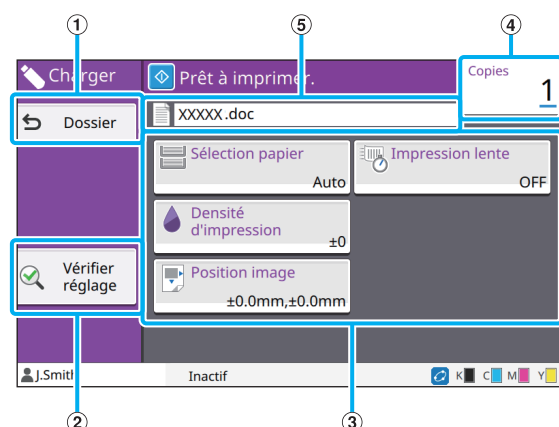 ① ⑤ ④
Charger
Prêt à imprimer.
Copies
1
Dossier
XXXXX.doc
Sélection papier
Auto
Impression lente
OFF
Densité
d'impression
±0
Vérifier
réglage
Position image
±0.0mm,±0.0mm
J.Smith
Inactif
K C M Y
② ③